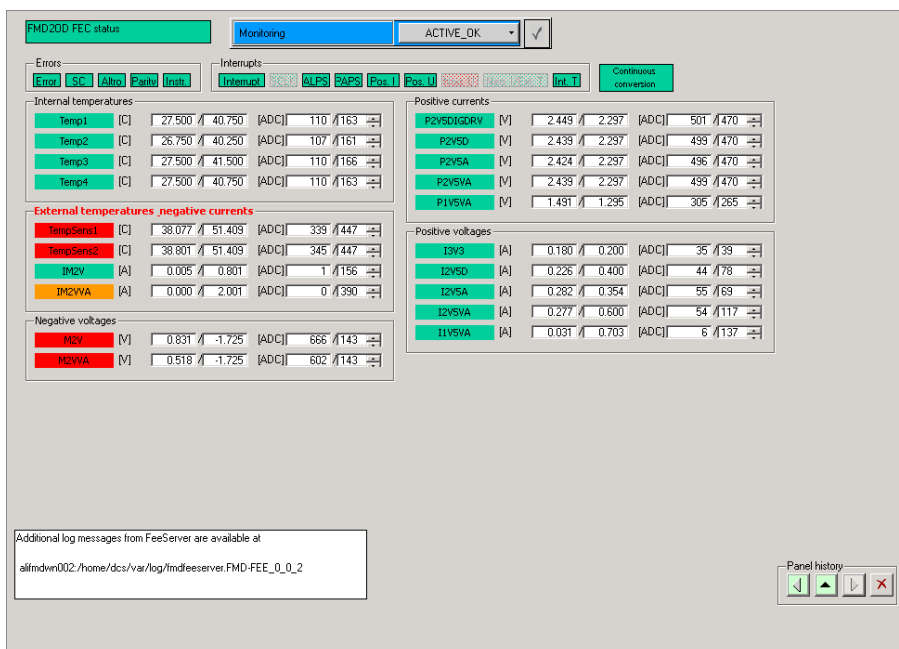 FMD2OD FEC status
Monitoring ACTIVE_OK
Errors
Error SC Altro Parity Instr.
Interrupts
Interrupt ALPS PAPS Pos. I Pos. U Int. T
Continuous
conversion
Internal temperatures
Temp1 [C] 27.500 / 40.750 [ADC] 110 / 163
Temp2 [C] 26.750 / 40.250 [ADC] 107 / 161
Temp3 [C] 27.500 / 41.500 [ADC] 110 / 166
Temp4 [C] 27.500 / 40.750 [ADC] 110 / 163
External temperatures_negative currents
TempSens1 [C] 38.077 / 51.409 [ADC] 339 / 447
TempSens2 [C] 38.801 / 51.409 [ADC] 345 / 447
IM2V [A] 0.005 / 0.801 [ADC] 1 / 156
IM2VVA [A] 0.000 / 2.001 [ADC] 0 / 390
Negative voltages
M2V [V] 0.831 / -1.725 [ADC] 666 / 143
M2VVA [V] 0.518 / -1.725 [ADC] 602 / 143
Positive currents
P2V5DIGDRV [V] 2.449 / 2.297 [ADC] 501 / 470
P2V5D [V] 2.439 / 2.297 [ADC] 499 / 470
P2V5A [V] 2.424 / 2.297 [ADC] 496 / 470
P2V5VA [V] 2.439 / 2.297 [ADC] 499 / 470
P1V5VA [V] 1.491 / 1.295 [ADC] 305 / 265
Positive voltages
I3V3 [A] 0.180 / 0.200 [ADC] 35 / 39
I2V5D [A] 0.226 / 0.400 [ADC] 44 / 78
I2V5A [A] 0.282 / 0.354 [ADC] 55 / 69
I2V5VA [A] 0.277 / 0.600 [ADC] 54 / 117
I1V5VA [A] 0.031 / 0.703 [ADC] 6 / 137
Additional log messages from FeeServer are available at
alifmdwn002:/home/dcs/var/log/fmdfeeserver.FMD-FEE_0_0_2
Panel history